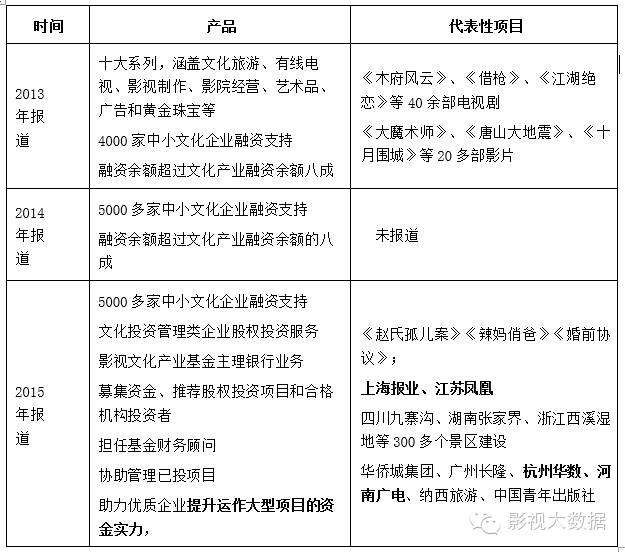 时间 产品 代表性项目
2013
年报
道
十大系列，涵盖文化旅游、有线电
视、影视制作、影院经营、艺术品、
广告和黄金珠宝等
4000 家中小文化企业融资支持
融资余额超过文化产业融资余额八成
《木府风云》、《借枪》、《江湖绝
恋》等 40 余部电视剧
《大魔术师》、《唐山大地震》、《十
月围城》等 20 多部影片
2014
年报
道
5000 多家中小文化企业融资支持
融资余额超过文化产业融资余额的八
成
未报道
2015
年报
道
5000 多家中小文化企业融资支持
文化投资管理类企业股权投资服务
影视文化产业基金主理银行业务
募集资金、推荐股权投资项目和合格
机构投资者
担任基金财务顾问
协助管理已投项目
助力优质企业提升运作大型项目的资
金实力，
《赵氏孤儿案》《辣妈俏爸》《婚前协
议》；
上海报业、江苏凤凰
四川九寨沟、湖南张家界、浙江西溪湿
地等 300 多个景区建设
华侨城集团、广州长隆、杭州华数、河
南广电、纳西旅游、中国青年出版社
影视大数据